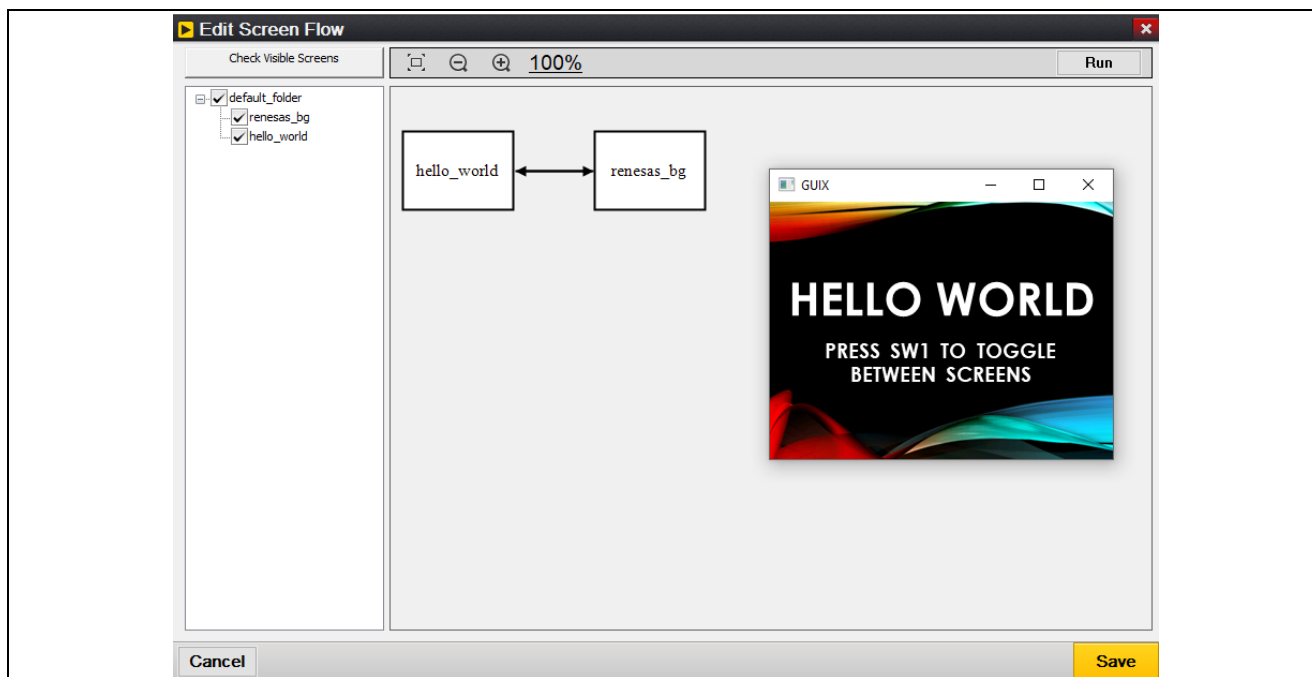 Edit Screen Flow
Check Visible Screens
100%
Run
default_folder
renesas_bg
hello_world
hello_world
renesas_bg
GUIX
HELLO WORLD
PRESS SW1 TO TOGGLE
BETWEEN SCREENS
Cancel
Save